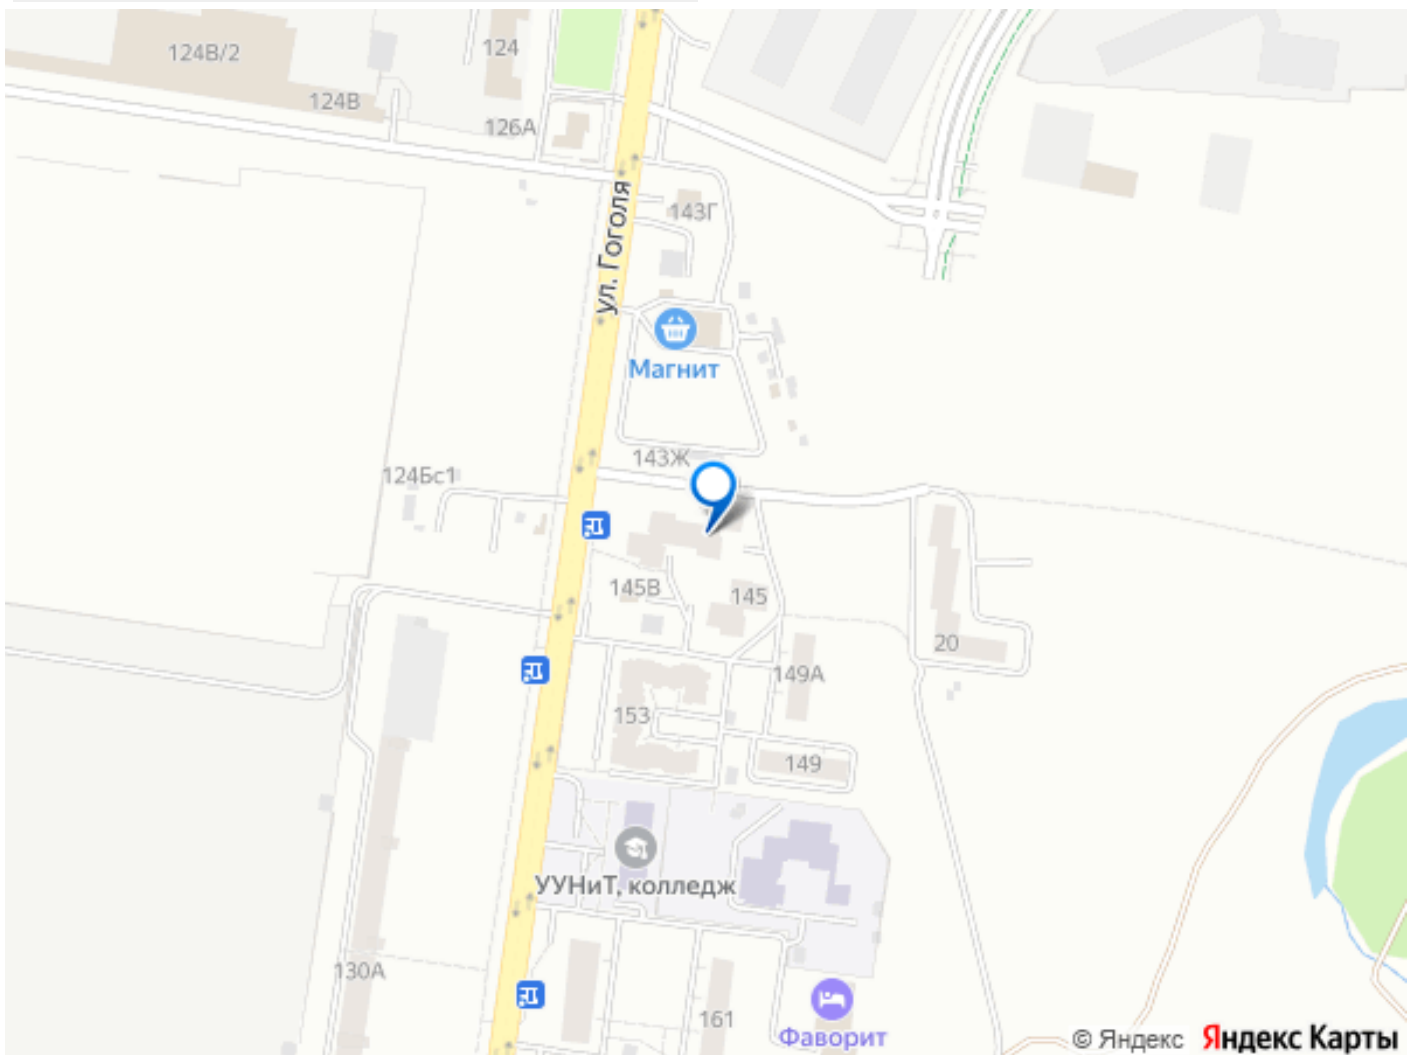 124В/2
124
124В
126А
143Г
ул. Гоголя
Магнит
143Ж
124Бс1
145В
145
20
149А
153
149
УУНиТ, колледж
130А
161
Фаворит
© Яндекс Яндекс Карты